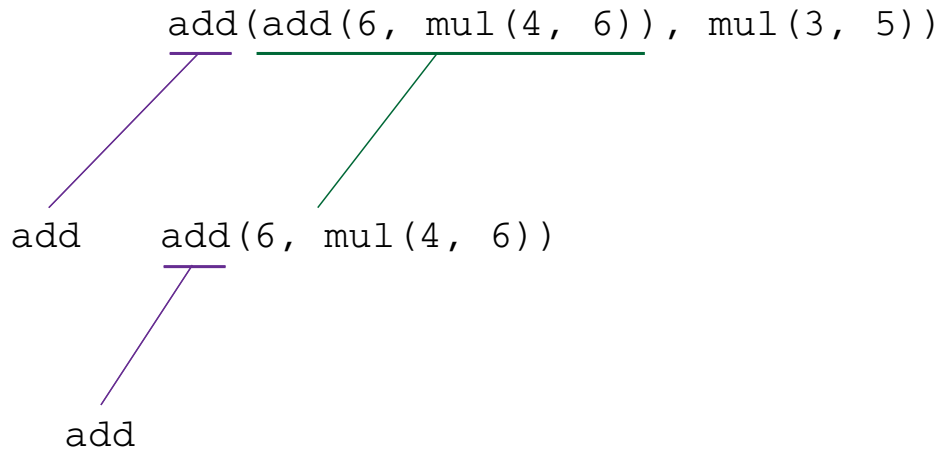 add(add(6, mul(4, 6)), mul(3, 5))
add add(6, mul(4, 6))
add